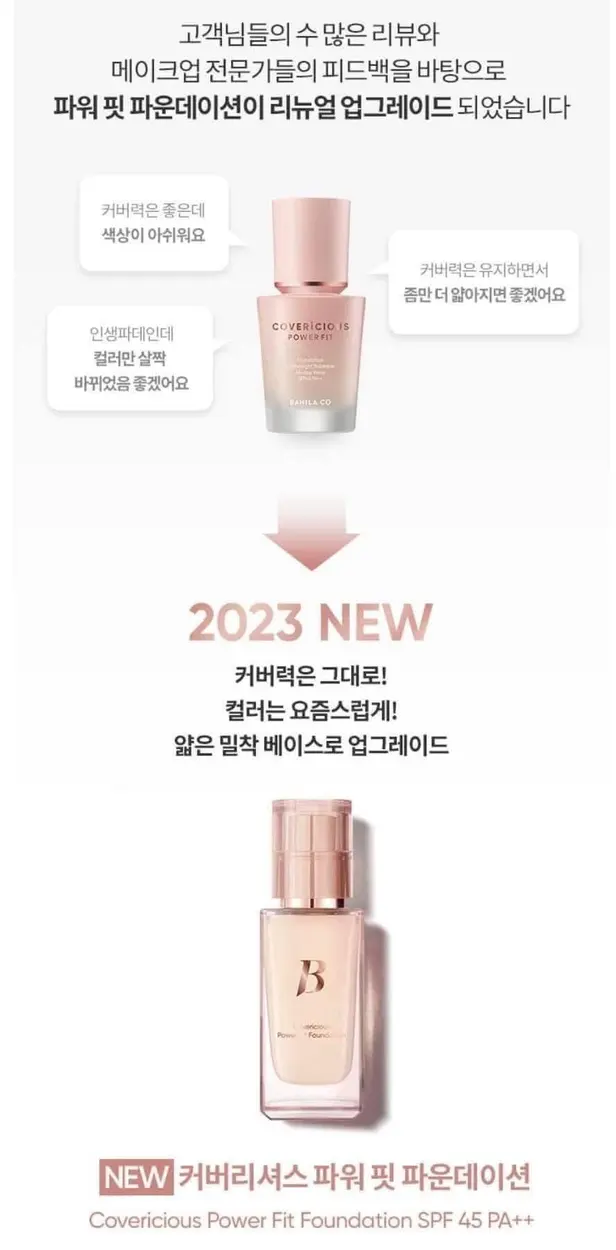 고객님들의 수 많은 리뷰와
메이크업 전문가들의 피드백을 바탕으로
파워 핏 파운데이션이 리뉴얼 업그레이드 되었습니다
커버력은 좋은데
색상이 아쉬워요
커버력은 유지하면서
좀만 더 얇아지면 좋겠어요
인생파데인데
컬러만 살짝
바뀌었음 좋겠어요
COVERICIOUS
POWER FIT
BANILA CO
2023 NEW
커버력은 그대로!
컬러는 요즘스럽게!
얇은 밀착 베이스로 업그레이드
B
Covericious
Power Fit Foundation
NEW 커버리셔스 파워 핏 파운데이션
Covericious Power Fit Foundation SPF 45 PA++